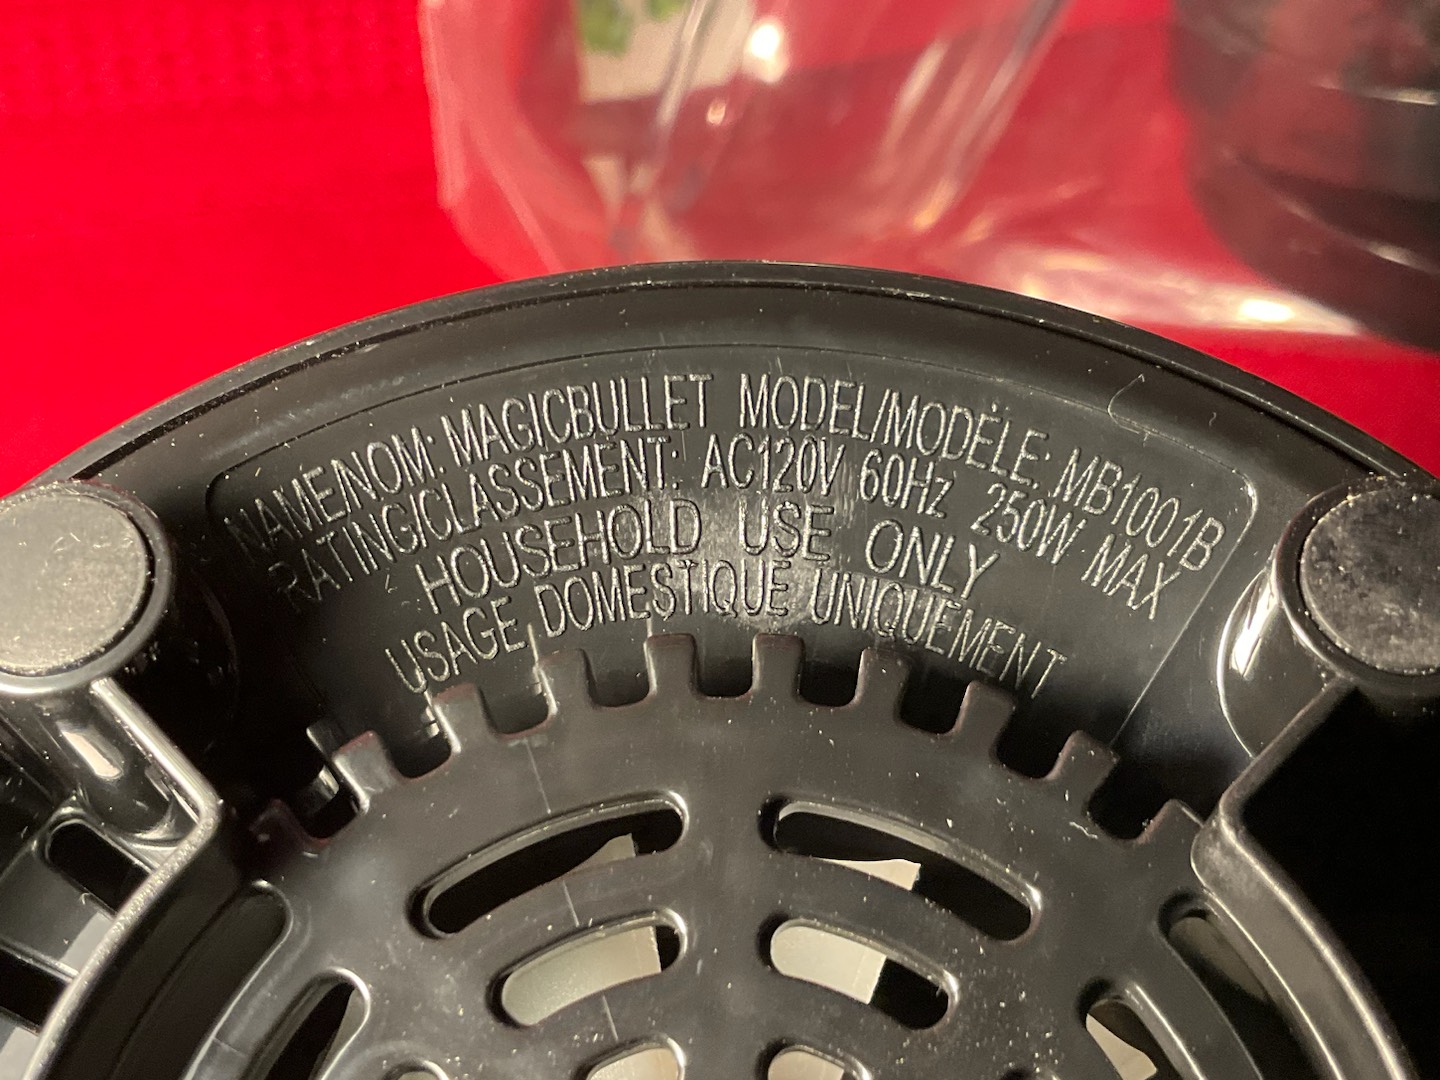 NAME/NOM: MAGICBULLET MODEL/MODÈLE: MB1001B
RATING/CLASSEMENT: AC120V 60Hz 250W MAX
HOUSEHOLD USE ONLY
USAGE DOMESTIQUE UNIQUEMENT